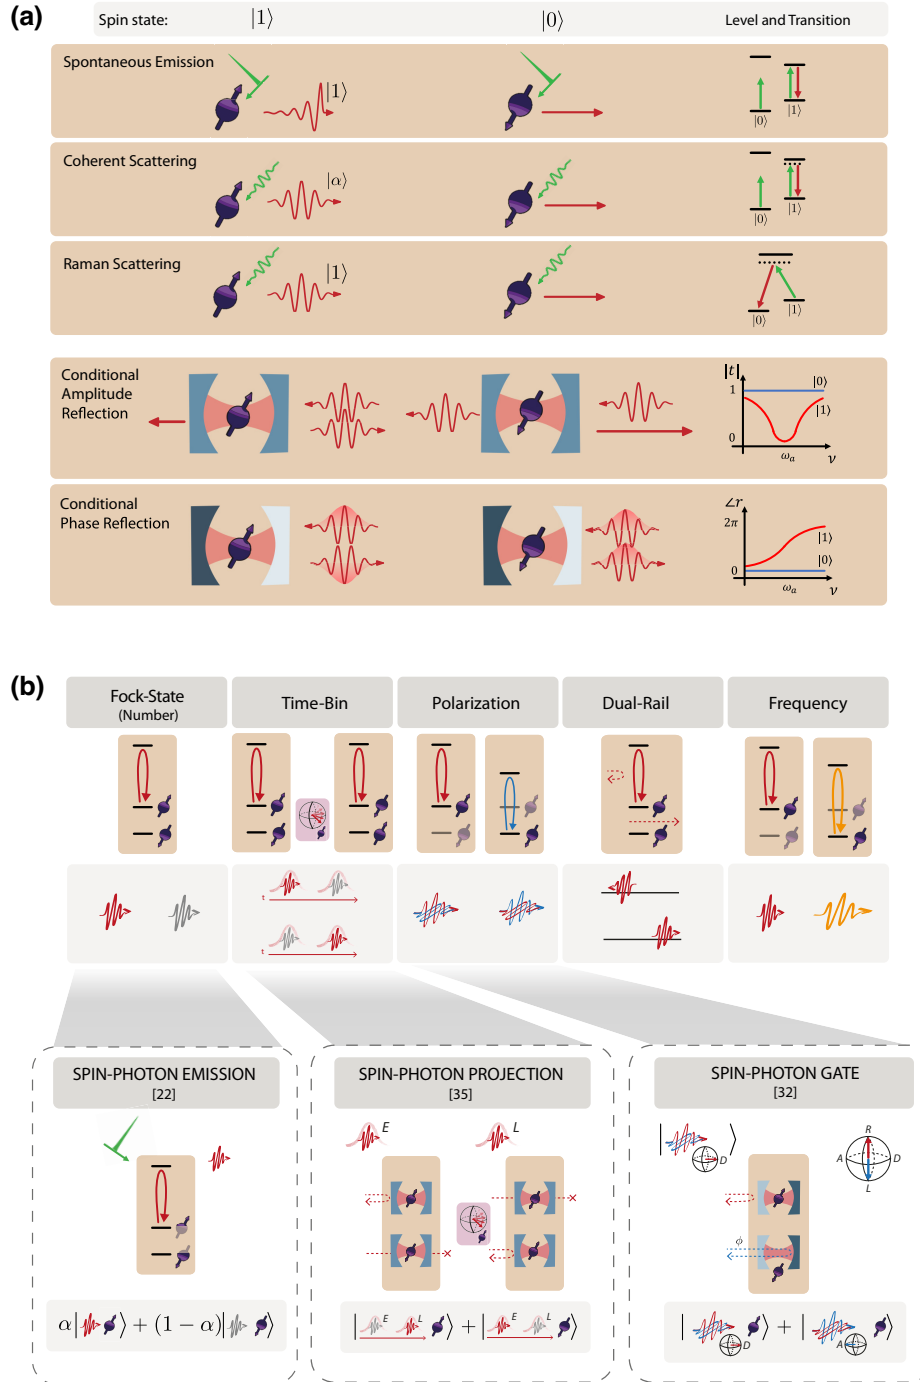 (a)
Spin state: |1⟩ |0⟩ Level and Transition
Spontaneous Emission
|1⟩
|0⟩ |1⟩
Coherent Scattering
|α⟩
|0⟩ |1⟩
Raman Scattering
|1⟩
|0⟩ |1⟩
Conditional
Amplitude
Reflection
|t|
1
|0⟩
|1⟩
0
ωₐ
ν
Conditional
Phase Reflection
∠r
2π
|1⟩
|0⟩
0
ωₐ
ν
(b)
Fock-State
(Number)
Time-Bin
Polarization
Dual-Rail
Frequency
t
t
SPIN-PHOTON EMISSION
[22]
α| ⟩ + (1 − α)| ⟩
SPIN-PHOTON PROJECTION
[35]
E L
| E L ⟩ + | E L ⟩
SPIN-PHOTON GATE
[32]
| D ⟩
R
A D
L
ϕ
| D ⟩ + | A ⟩